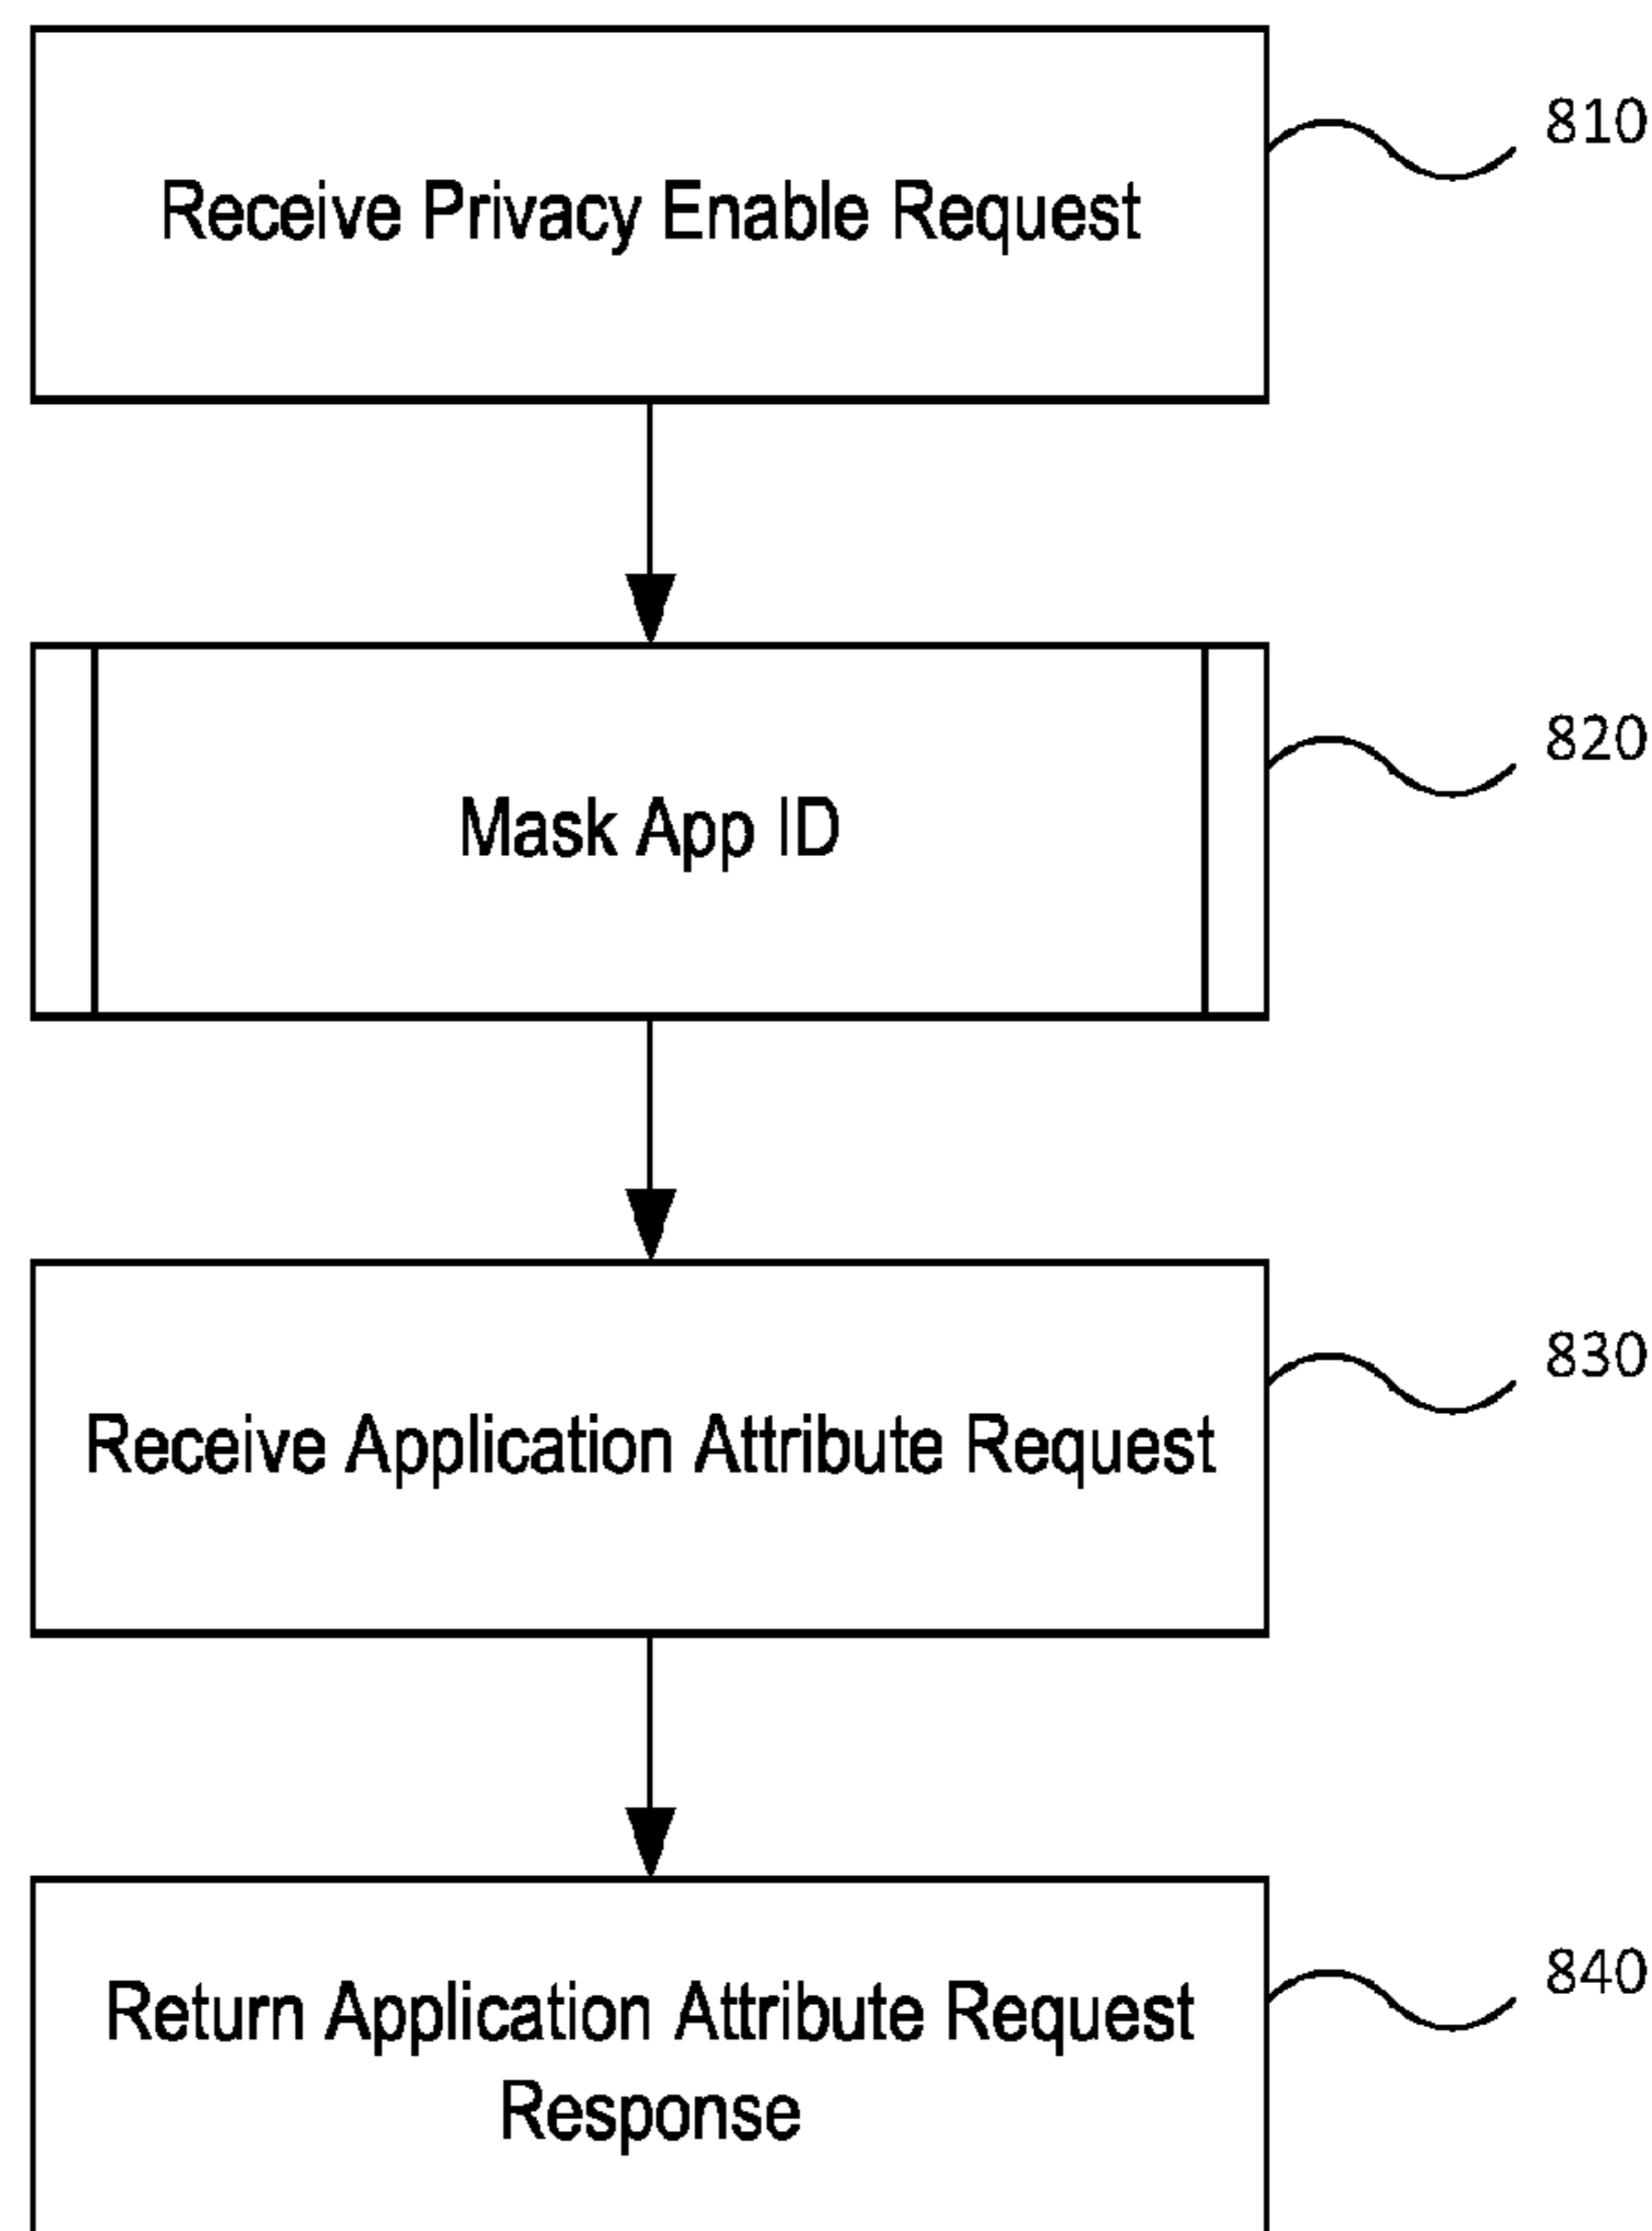 Receive Privacy Enable Request
810
Mask App ID
820
Receive Application Attribute Request
830
Return Application Attribute Request
Response
840